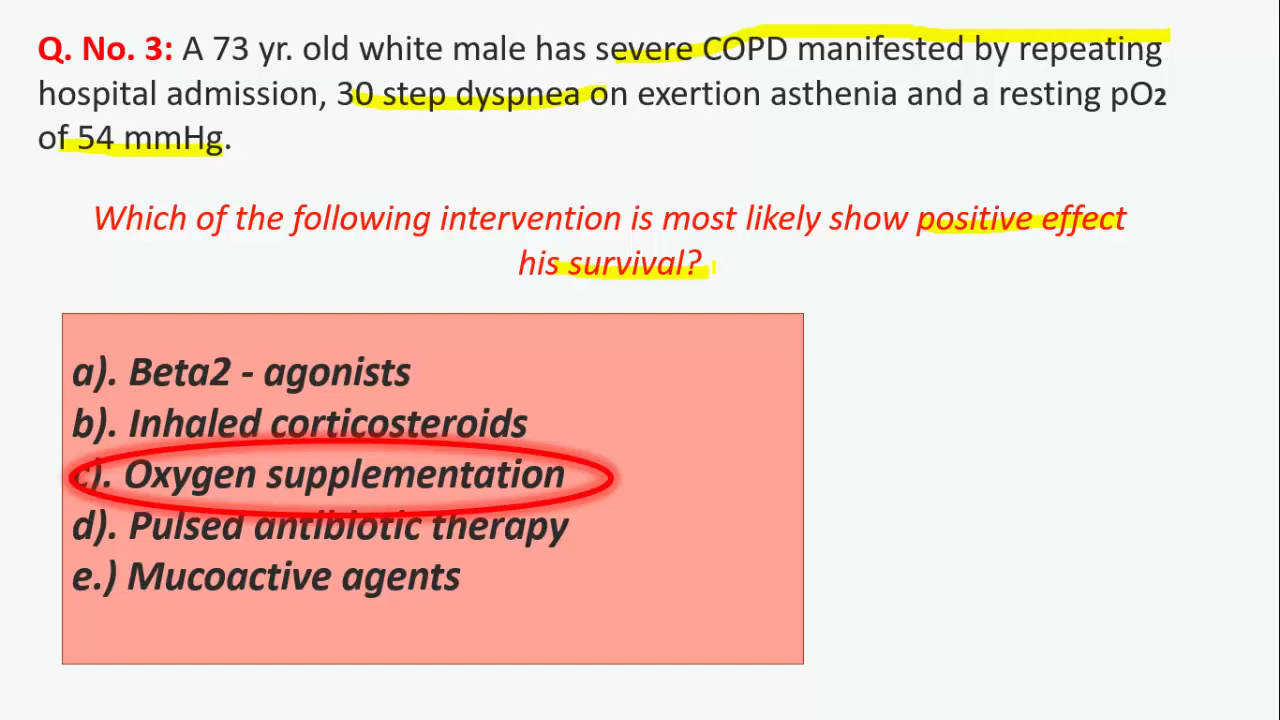 Q. No. 3: A 73 yr. old white male has severe COPD manifested by repeating
hospital admission, 30 step dyspnea on exertion asthenia and a resting pO₂
of 54 mmHg.
Which of the following intervention is most likely show positive effect
his survival?
a). Beta2 - agonists
b). Inhaled corticosteroids
c). Oxygen supplementation
d). Pulsed antibiotic therapy
e.) Mucoactive agents